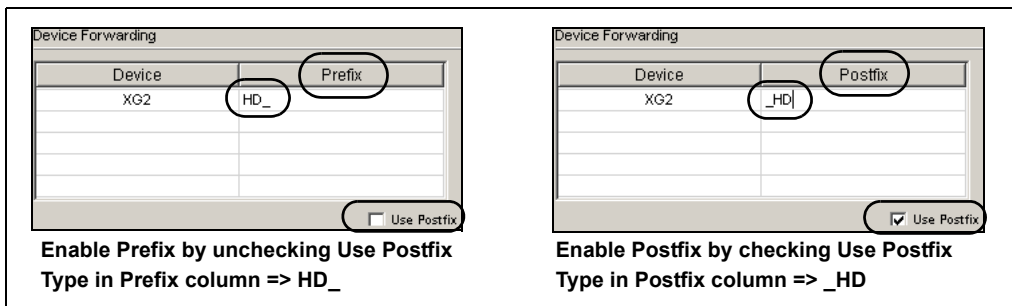 Device Forwarding
Device Prefix
XG2 HD_
Use Postfix
Enable Prefix by unchecking Use Postfix
Type in Prefix column => HD_
Device Forwarding
Device Postfix
XG2 _HD
Use Postfix
Enable Postfix by checking Use Postfix
Type in Postfix column => _HD